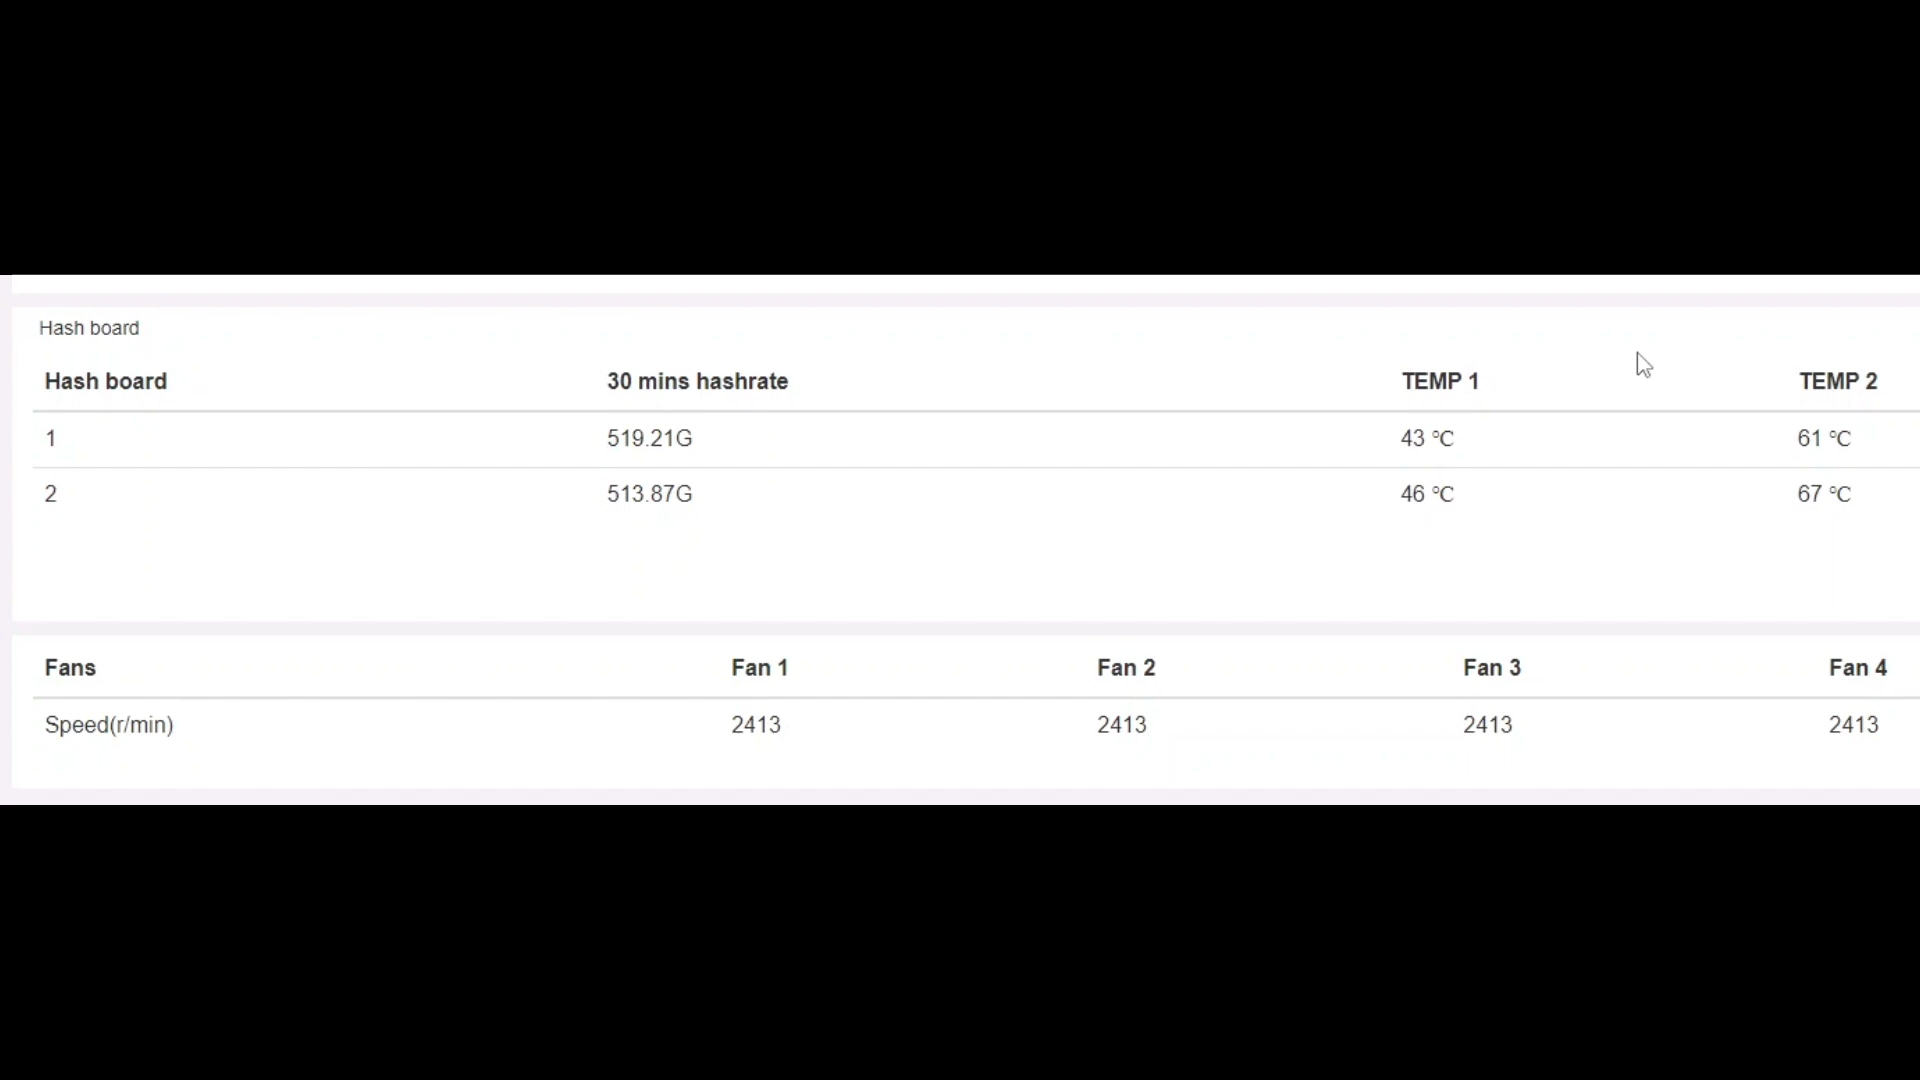 Hash board
Hash board 30 mins hashrate TEMP 1 TEMP 2
1 519.21G 43 °C 61 °C
2 513.87G 46 °C 67 °C
Fans Fan 1 Fan 2 Fan 3 Fan 4
Speed(r/min) 2413 2413 2413 2413